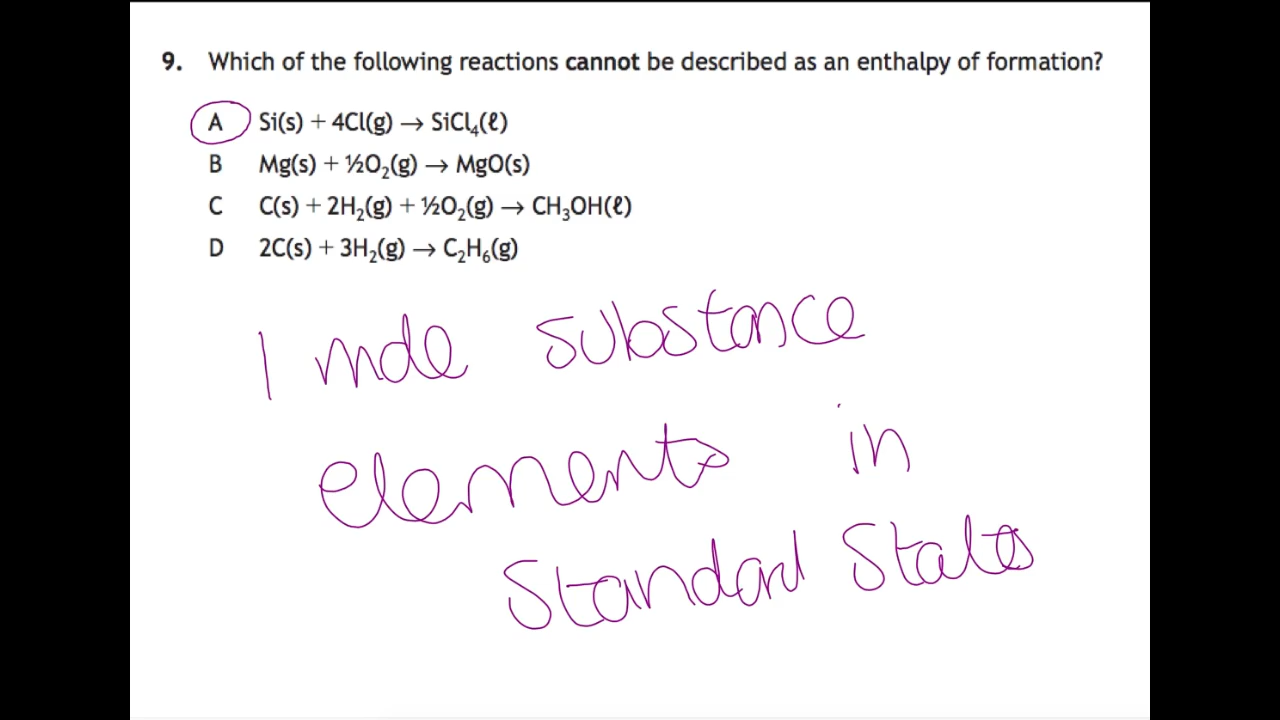 9. Which of the following reactions cannot be described as an enthalpy of formation?
A Si(s) + 4Cl(g) → SiCl₄(ℓ)
B Mg(s) + ½O₂(g) → MgO(s)
C C(s) + 2H₂(g) + ½O₂(g) → CH₃OH(ℓ)
D 2C(s) + 3H₂(g) → C₂H₆(g)
1 mole substance
elements in
Standard States